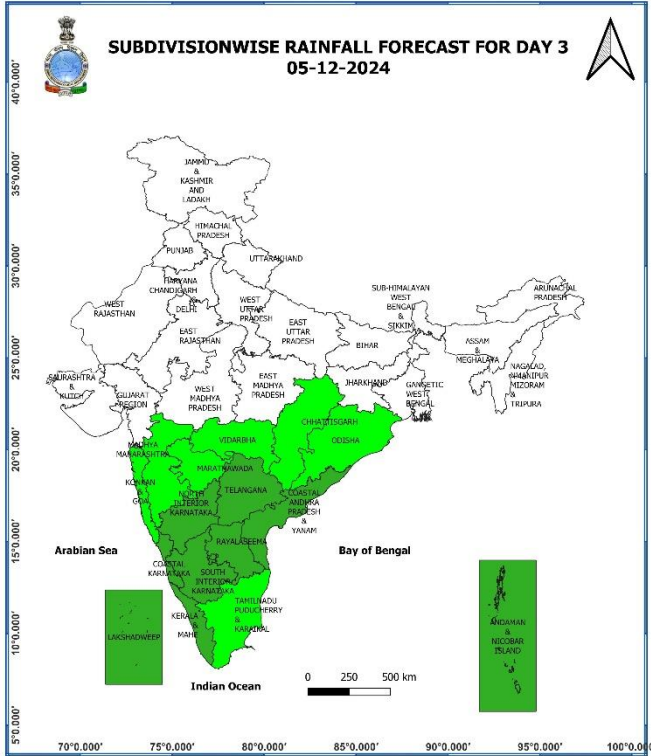 SUBDIVISIONWISE RAINFALL FORECAST FOR DAY 3
05-12-2024
40°0.000'
35°0.000'
30°0.000'
25°0.000'
20°0.000'
15°0.000'
10°0.000'
5°0.000'
JAMMU
&
KASHMIR
AND
LADAKH
HIMACHAL
PRADESH
PUNJAB
UTTARAKHAND
HARYANA
CHANDIGARH
&
DELHI
WEST
RAJASTHAN
EAST
RAJASTHAN
WEST
UTTAR
PRADESH
EAST
UTTAR
PRADESH
SUB-HIMALAYAN
WEST
BENGAL
&
SIKKIM
ARUNACHAL
PRADESH
BIHAR
ASSAM
&
MEGHALAYA
NAGALAD,
MANIPUR
MIZORAM
&
TRIPURA
SAURASHTRA
&
KUTCH
GUJARAT
REGION
WEST
MADHYA
PRADESH
EAST
MADHYA
PRADESH
JHARKHAND
GANGETIC
WEST
BENGAL
CHHATTISGARH
ODISHA
VIDARBHA
MADHYA
MAHARASHTRA
MARATHAWADA
KONKAN
&
GOA
NORTH
INTERIOR
KARNATAKA
TELANGANA
COASTAL
ANDHRA
PRADESH
&
YANAM
RAYALASEEMA
COASTAL
KARNATAKA
SOUTH
INTERIOR
KARNATAKA
TAMILNADU
PUDUCHERRY
&
KARAIKAL
KERALA
&
MAHE
LAKSHADWEEP
ANDAMAN
&
NICOBAR
ISLAND
Arabian Sea
Bay of Bengal
Indian Ocean
0 250 500 km
70°0.000' 75°0.000' 80°0.000' 85°0.000' 90°0.000' 95°0.000' 100°0.000'